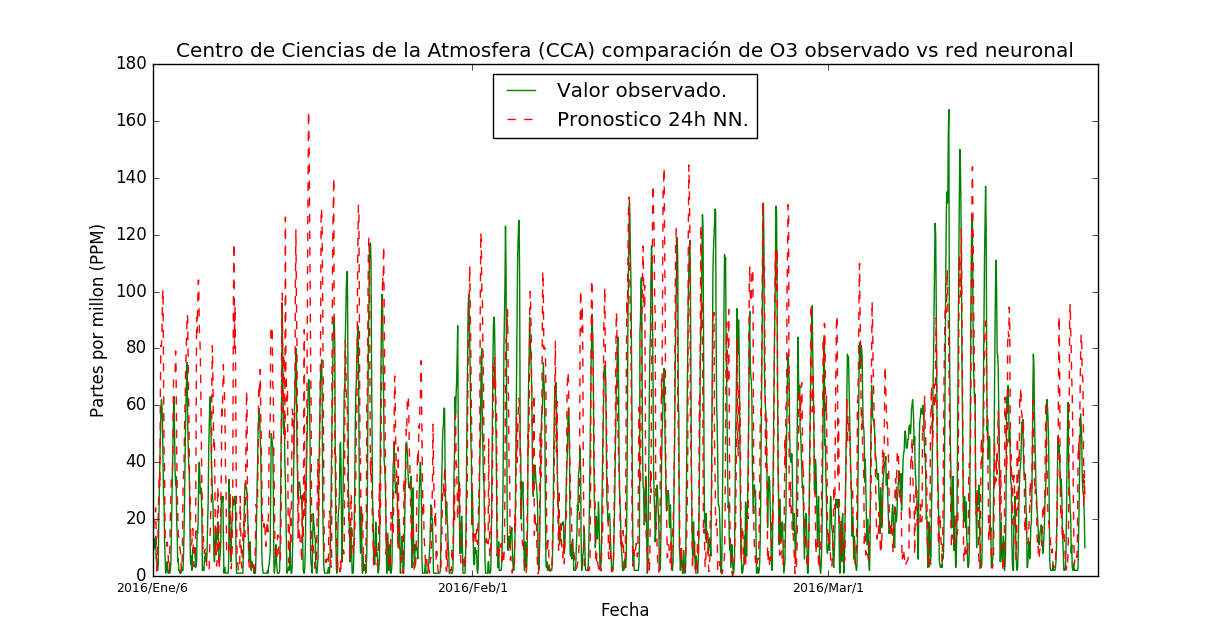 Centro de Ciencias de la Atmosfera (CCA) comparación de O3 observado vs red neuronal
180
160
140
120
100
80
60
40
20
0
Partes por millon (PPM)
Valor observado.
Pronostico 24h NN.
2016/Ene/6
2016/Feb/1
2016/Mar/1
Fecha